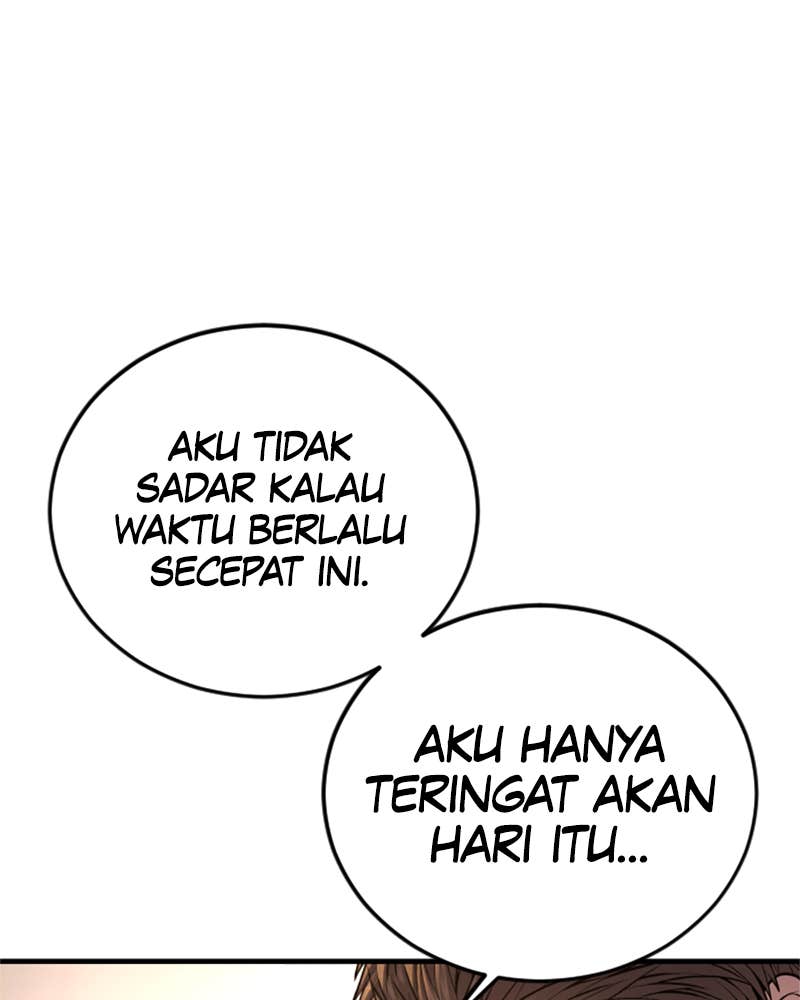 AKU TIDAK
SADAR KALAU
WAKTU BERLALU
SECEPAT INI.
AKU HANYA
TERINGAT AKAN
HARI ITU...